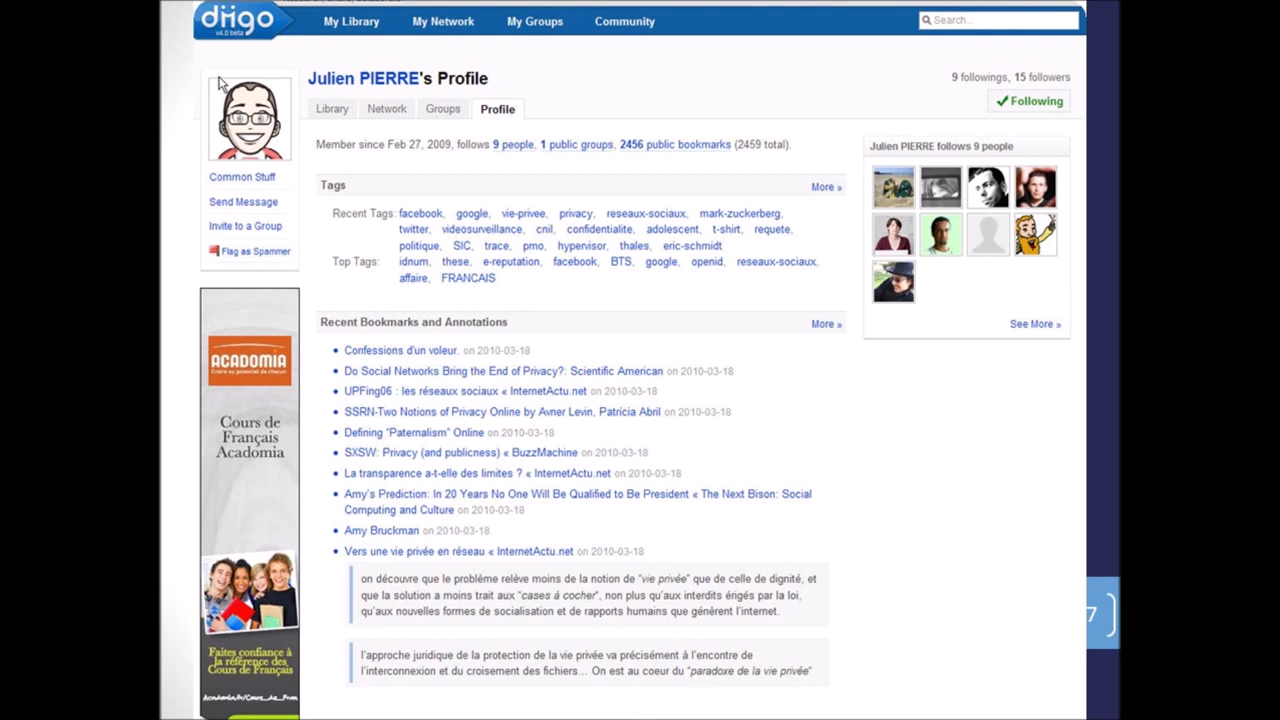 diigo
v4.0 beta
My Library My Network My Groups Community
Search...
Julien PIERRE's Profile
9 followings, 15 followers
Following
Library Network Groups Profile
Member since Feb 27, 2009, follows 9 people, 1 public groups, 2456 public bookmarks (2459 total).
Common Stuff
Send Message
Invite to a Group
Flag as Spammer
Tags More »
Recent Tags: facebook, google, vie-privee, privacy, reseaux-sociaux, mark-zuckerberg,
twitter, videosurveillance, cnil, confidentialite, adolescent, t-shirt, requete,
politique, SIC, trace, pmo, hypervisor, thales, eric-schmidt
Top Tags: idnum, these, e-reputation, facebook, BTS, google, openid, reseaux-sociaux,
affaire, FRANCAIS
Recent Bookmarks and Annotations More »
Confessions d'un voleur. on 2010-03-18
Do Social Networks Bring the End of Privacy?: Scientific American on 2010-03-18
UPFing06 : les réseaux sociaux « InternetActu.net on 2010-03-18
SSRN-Two Notions of Privacy Online by Avner Levin, Patricia Abril on 2010-03-18
Defining "Paternalism" Online on 2010-03-18
SXSW: Privacy (and publicness) « BuzzMachine on 2010-03-18
La transparence a-t-elle des limites ? « InternetActu.net on 2010-03-18
Amy's Prediction: In 20 Years No One Will Be Qualified to Be President « The Next Bison: Social
Computing and Culture on 2010-03-18
Amy Bruckman on 2010-03-18
Vers une vie privée en réseau « InternetActu.net on 2010-03-18
on découvre que le problème relève moins de la notion de "vie privée" que de celle de dignité, et
que la solution a moins trait aux "cases à cocher", non plus qu'aux interdits érigés par la loi,
qu'aux nouvelles formes de socialisation et de rapports humains que génèrent l'internet.
l'approche juridique de la protection de la vie privée va précisément à l'encontre de
l'interconnexion et du croisement des fichiers… On est au coeur du "paradoxe de la vie privée"
Julien PIERRE follows 9 people
See More »
ACADOMIA
Croire au potentiel de chacun
Cours de
Français
Acadomia
Faites confiance à
la référence des
Cours de Français
7